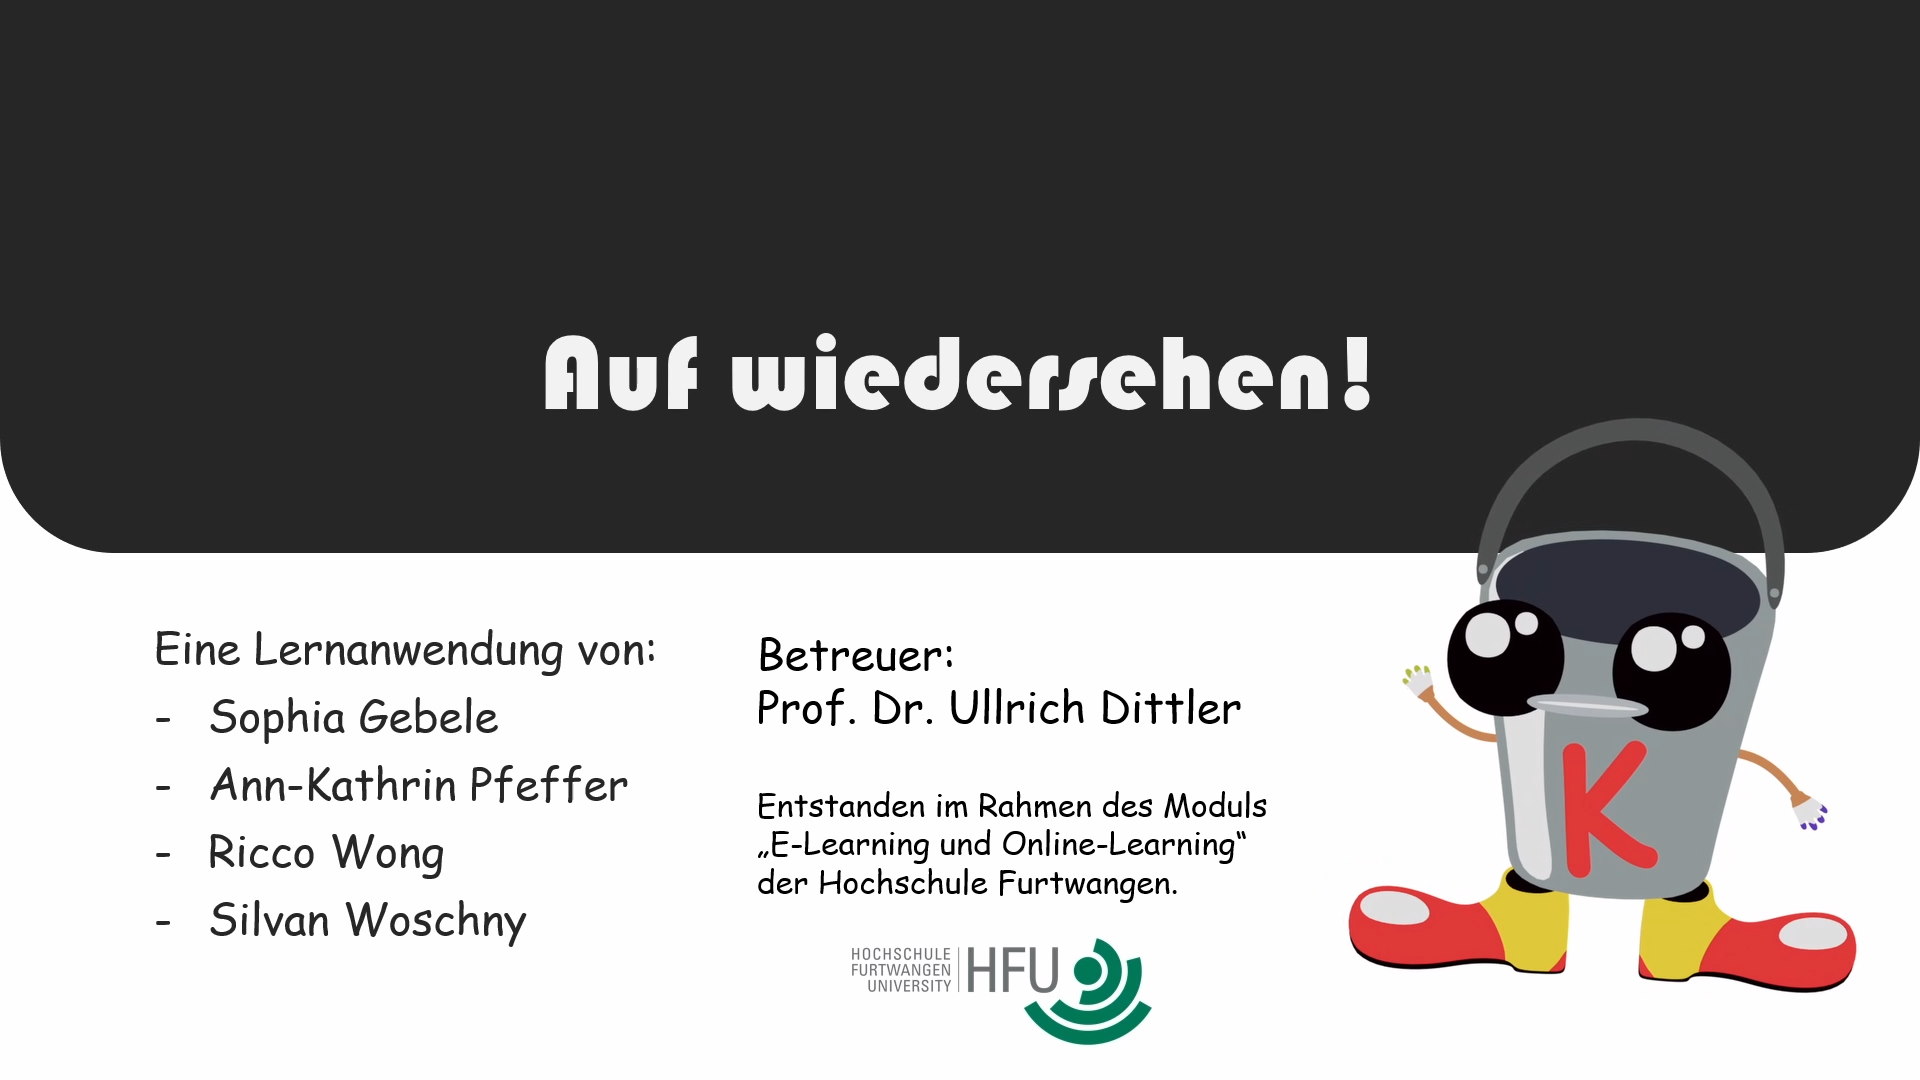 Auf wiedersehen!
Eine Lernanwendung von:
- Sophia Gebele
- Ann-Kathrin Pfeffer
- Ricco Wong
- Silvan Woschny
Betreuer:
Prof. Dr. Ullrich Dittler
Entstanden im Rahmen des Moduls
„E-Learning und Online-Learning“
der Hochschule Furtwangen.
HOCHSCHULE
FURTWANGEN
UNIVERSITY
HFU
K